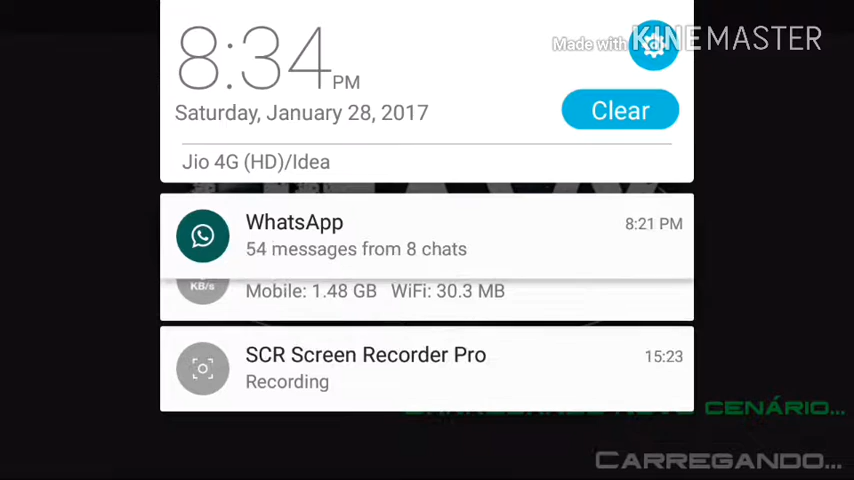 8:34 PM
Made with KINEMASTER
Saturday, January 28, 2017
Clear
Jio 4G (HD)/Idea
WhatsApp
8:21 PM
54 messages from 8 chats
KB/s
Mobile: 1.48 GB WiFi: 30.3 MB
SCR Screen Recorder Pro
15:23
Recording
CENÁRIO...
CARREGANDO...